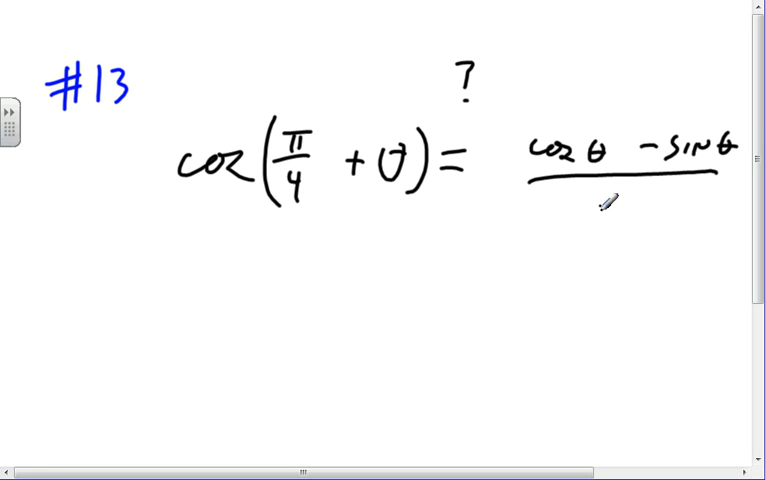 #13
?
cos(π/4 + θ) = cos θ - sin θ